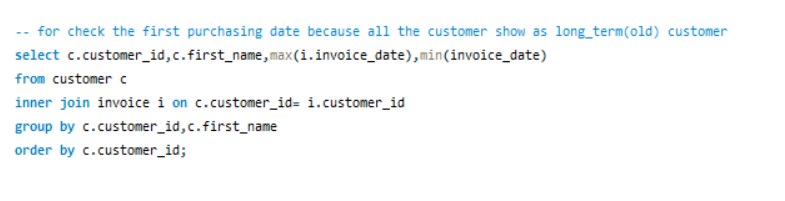 -- for check the first purchasing date because all the customer show as long_term(old) customer
select c.customer_id,c.first_name,max(i.invoice_date),min(invoice_date)
from customer c
inner join invoice i on c.customer_id= i.customer_id
group by c.customer_id,c.first_name
order by c.customer_id;